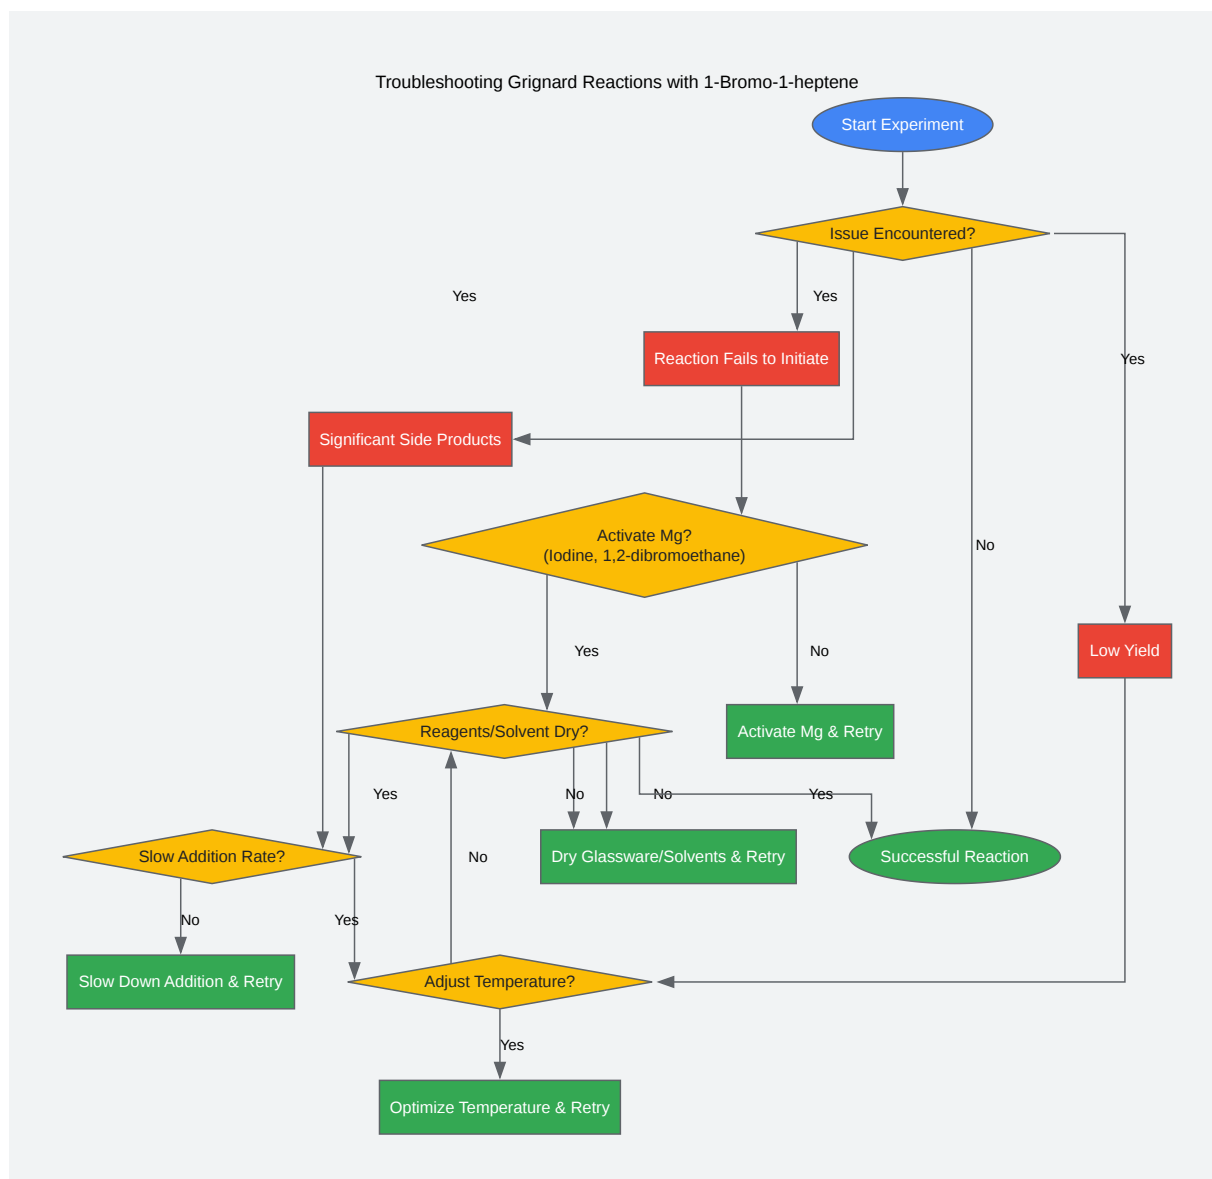 Troubleshooting Grignard Reactions with 1-Bromo-1-heptene
Start Experiment
Issue Encountered?
Yes
Yes
Reaction Fails to Initiate
Yes
Significant Side Products
Activate Mg?
(Iodine, 1,2-dibromoethane)
No
Yes
No
Low Yield
Reagents/Solvent Dry?
Activate Mg & Retry
Yes
No
No
Yes
Slow Addition Rate?
No
Dry Glassware/Solvents & Retry
Successful Reaction
No
Yes
Slow Down Addition & Retry
Adjust Temperature?
Yes
Optimize Temperature & Retry